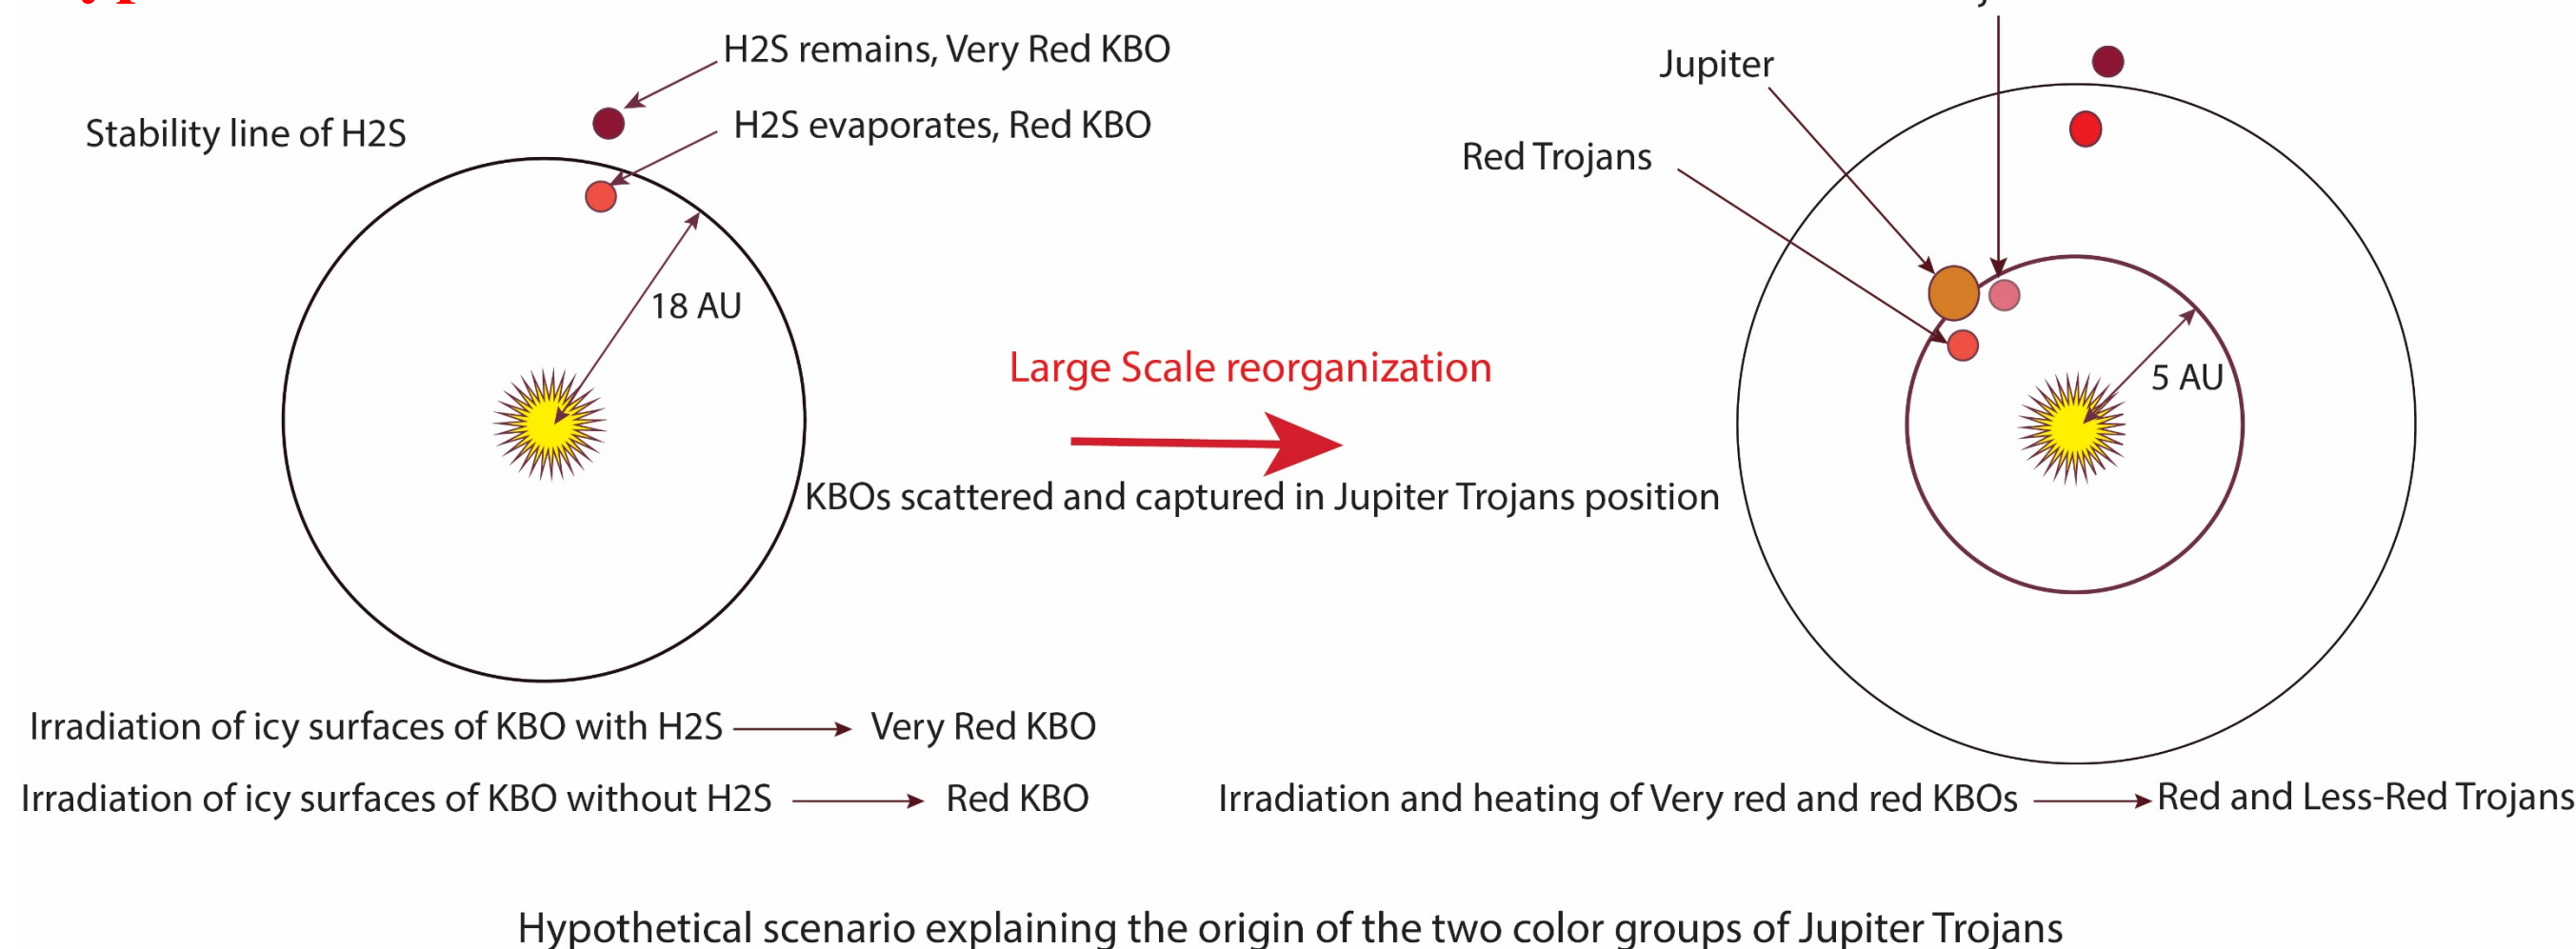 H2S remains, Very Red KBO
H2S evaporates, Red KBO
Stability line of H2S
18 AU
Large Scale reorganization
KBOs scattered and captured in Jupiter Trojans position
Jupiter
Red Trojans
5 AU
Irradiation of icy surfaces of KBO with H2S
Very Red KBO
Irradiation of icy surfaces of KBO without H2S
Red KBO
Irradiation and heating of Very red and red KBOs
Red and Less-Red Trojans
Hypothetical scenario explaining the origin of the two color groups of Jupiter Trojans